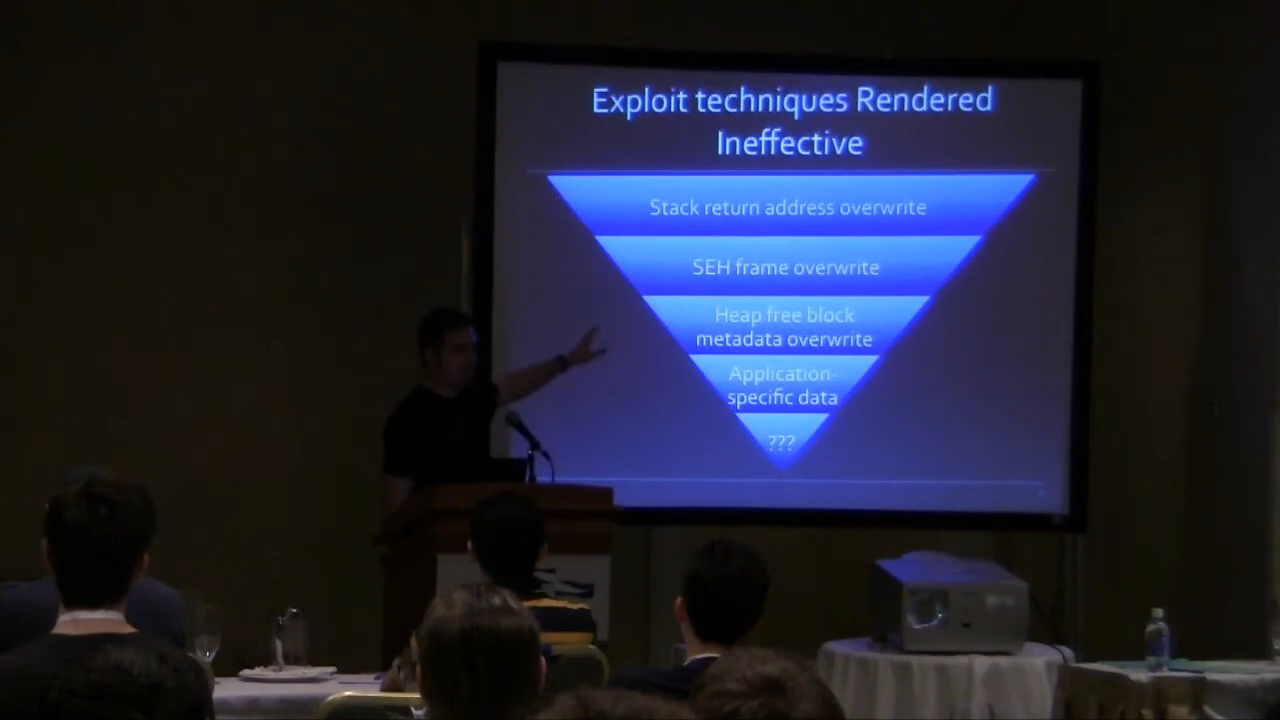 Exploit techniques Rendered
Ineffective
Stack return address overwrite
SEH frame overwrite
Heap free block
metadata overwrite
Application-
specific data
???